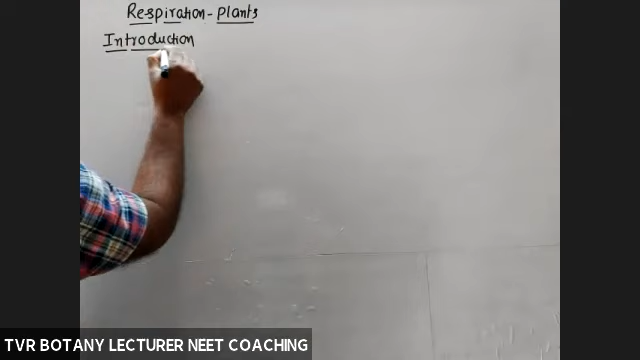 Respiration - Plants
Introduction
TVR BOTANY LECTURER NEET COACHING